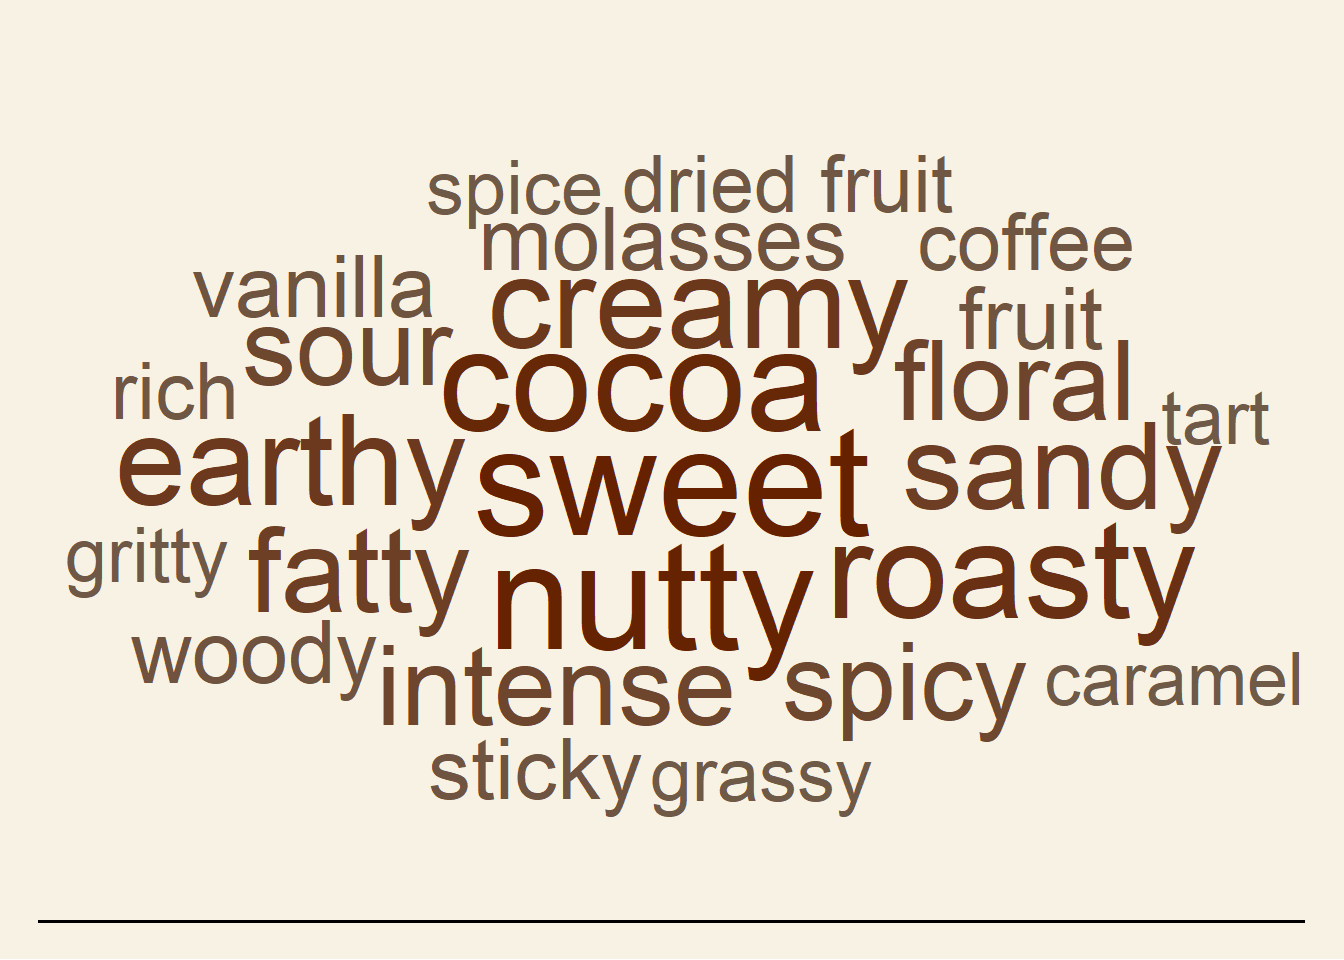 spice dried fruit
molasses coffee
vanilla creamy fruit
sour cocoa floral
rich tart
earthy sweet sandy
gritty fatty nutty roasty
woody intense spicy caramel
sticky grassy